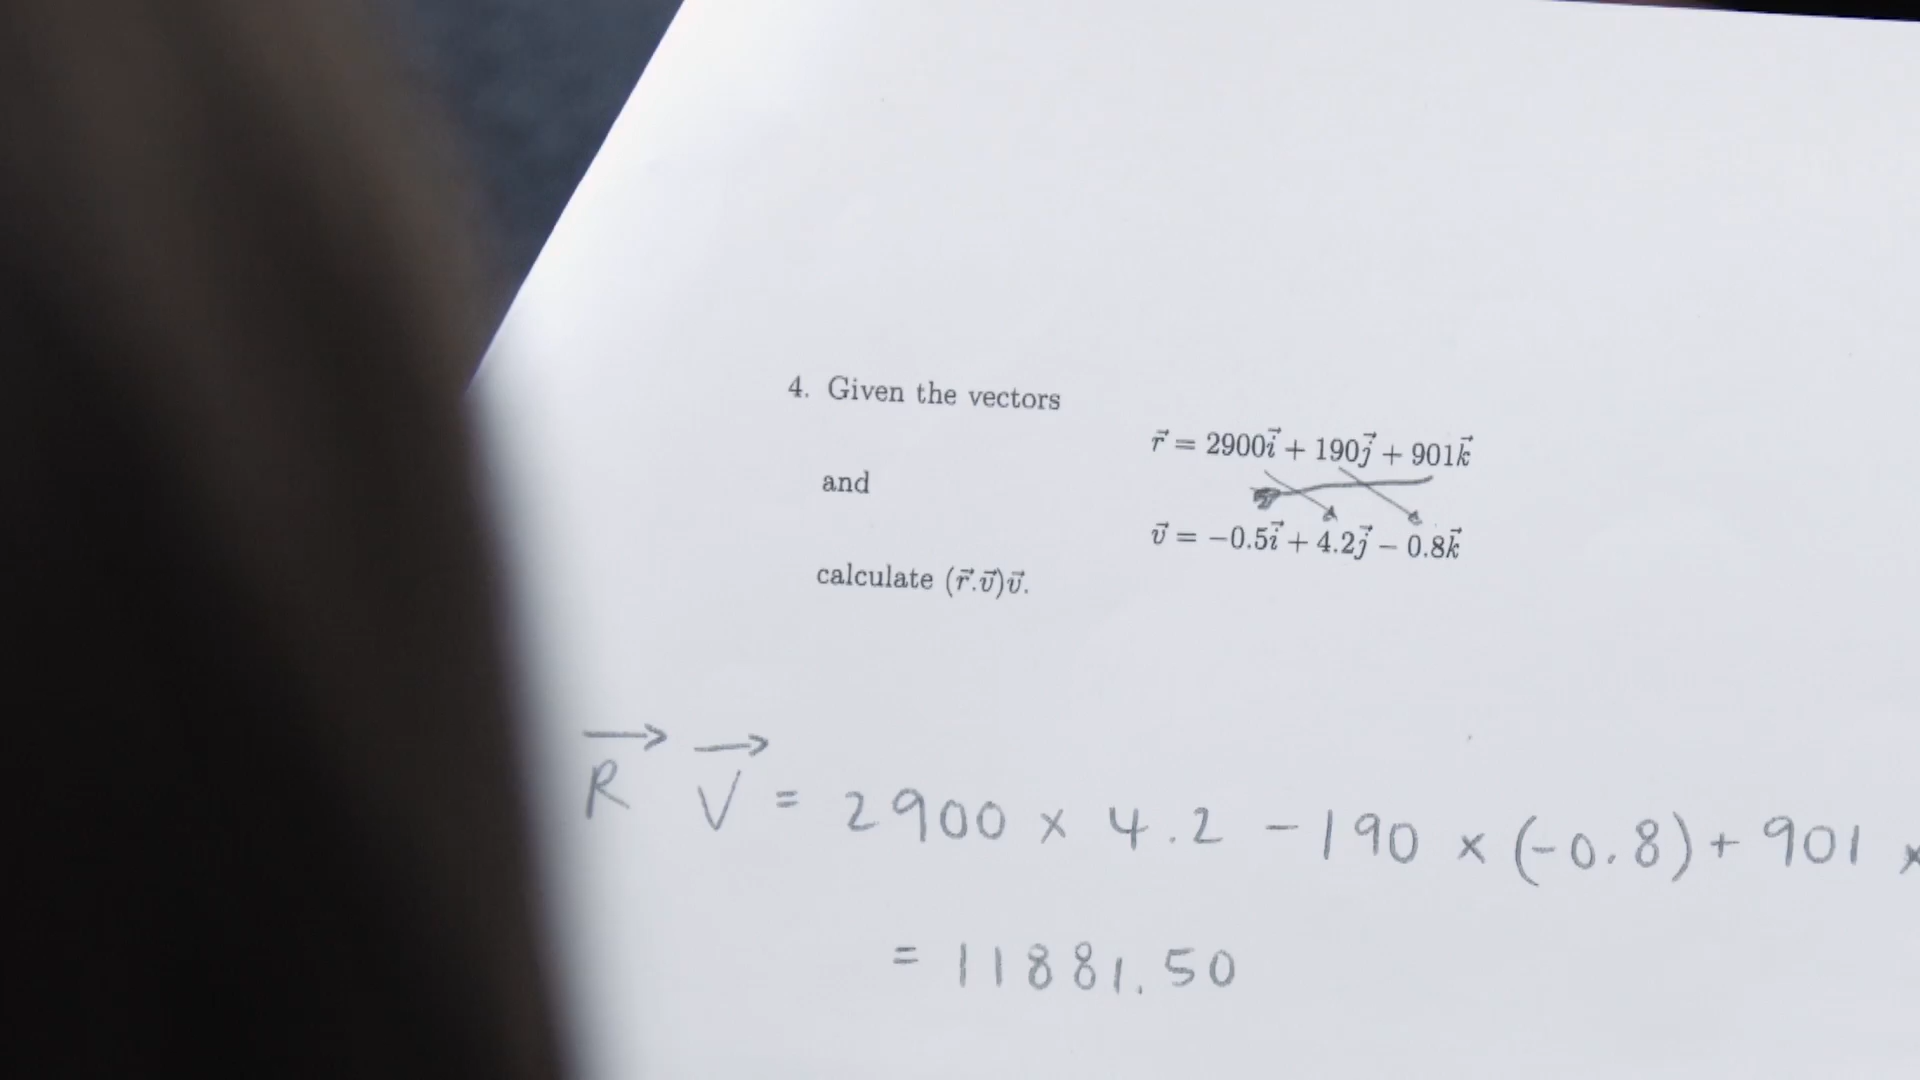 4. Given the vectors
r⃗ = 2900i⃗ + 190j⃗ + 901k⃗
and
v⃗ = −0.5i⃗ + 4.2j⃗ − 0.8k⃗
calculate (r⃗.v⃗)v⃗.
R⃗ V⃗ = 2900 × 4.2 − 190 × (−0.8) + 901 ×
= 11881.50